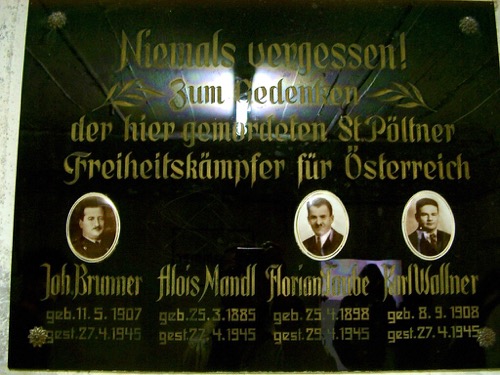 Niemals vergessen!
Zum Gedenken
der hier gemordeten St. Pöltner
Freiheitskämpfer für Österreich
Joh. Brunner Alois Mandl Florian Traube Karl Wallner
geb. 11. 5. 1907 geb. 25. 3. 1885 geb. 25. 4. 1898 geb. 8. 9. 1908
gest. 27. 4. 1945 gest. 27. 4. 1945 gest. 29. 4. 1945 gest. 27. 4. 1945